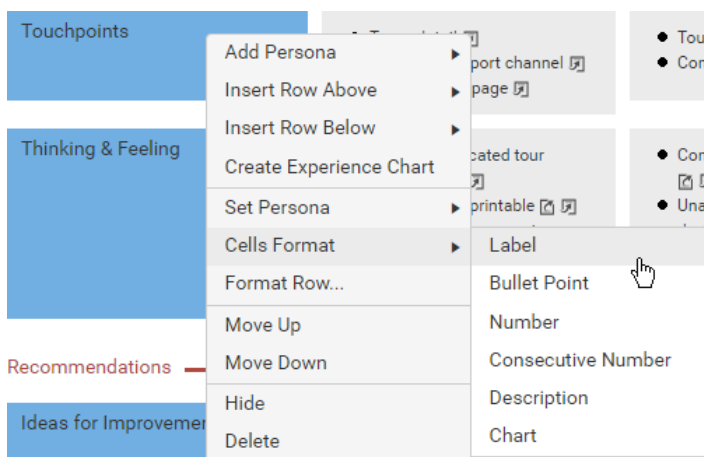 Touchpoints
port channel
page
Thinking & Feeling
tour
printable
Recommendations
Ideas for
Add Persona
Insert Row Above
Insert Row Below
Create Experience Chart
Set Persona
Cells Format
Format Row...
Move Up
Move Down
Hide
Delete
Label
Bullet Point
Number
Consecutive Number
Description
Chart